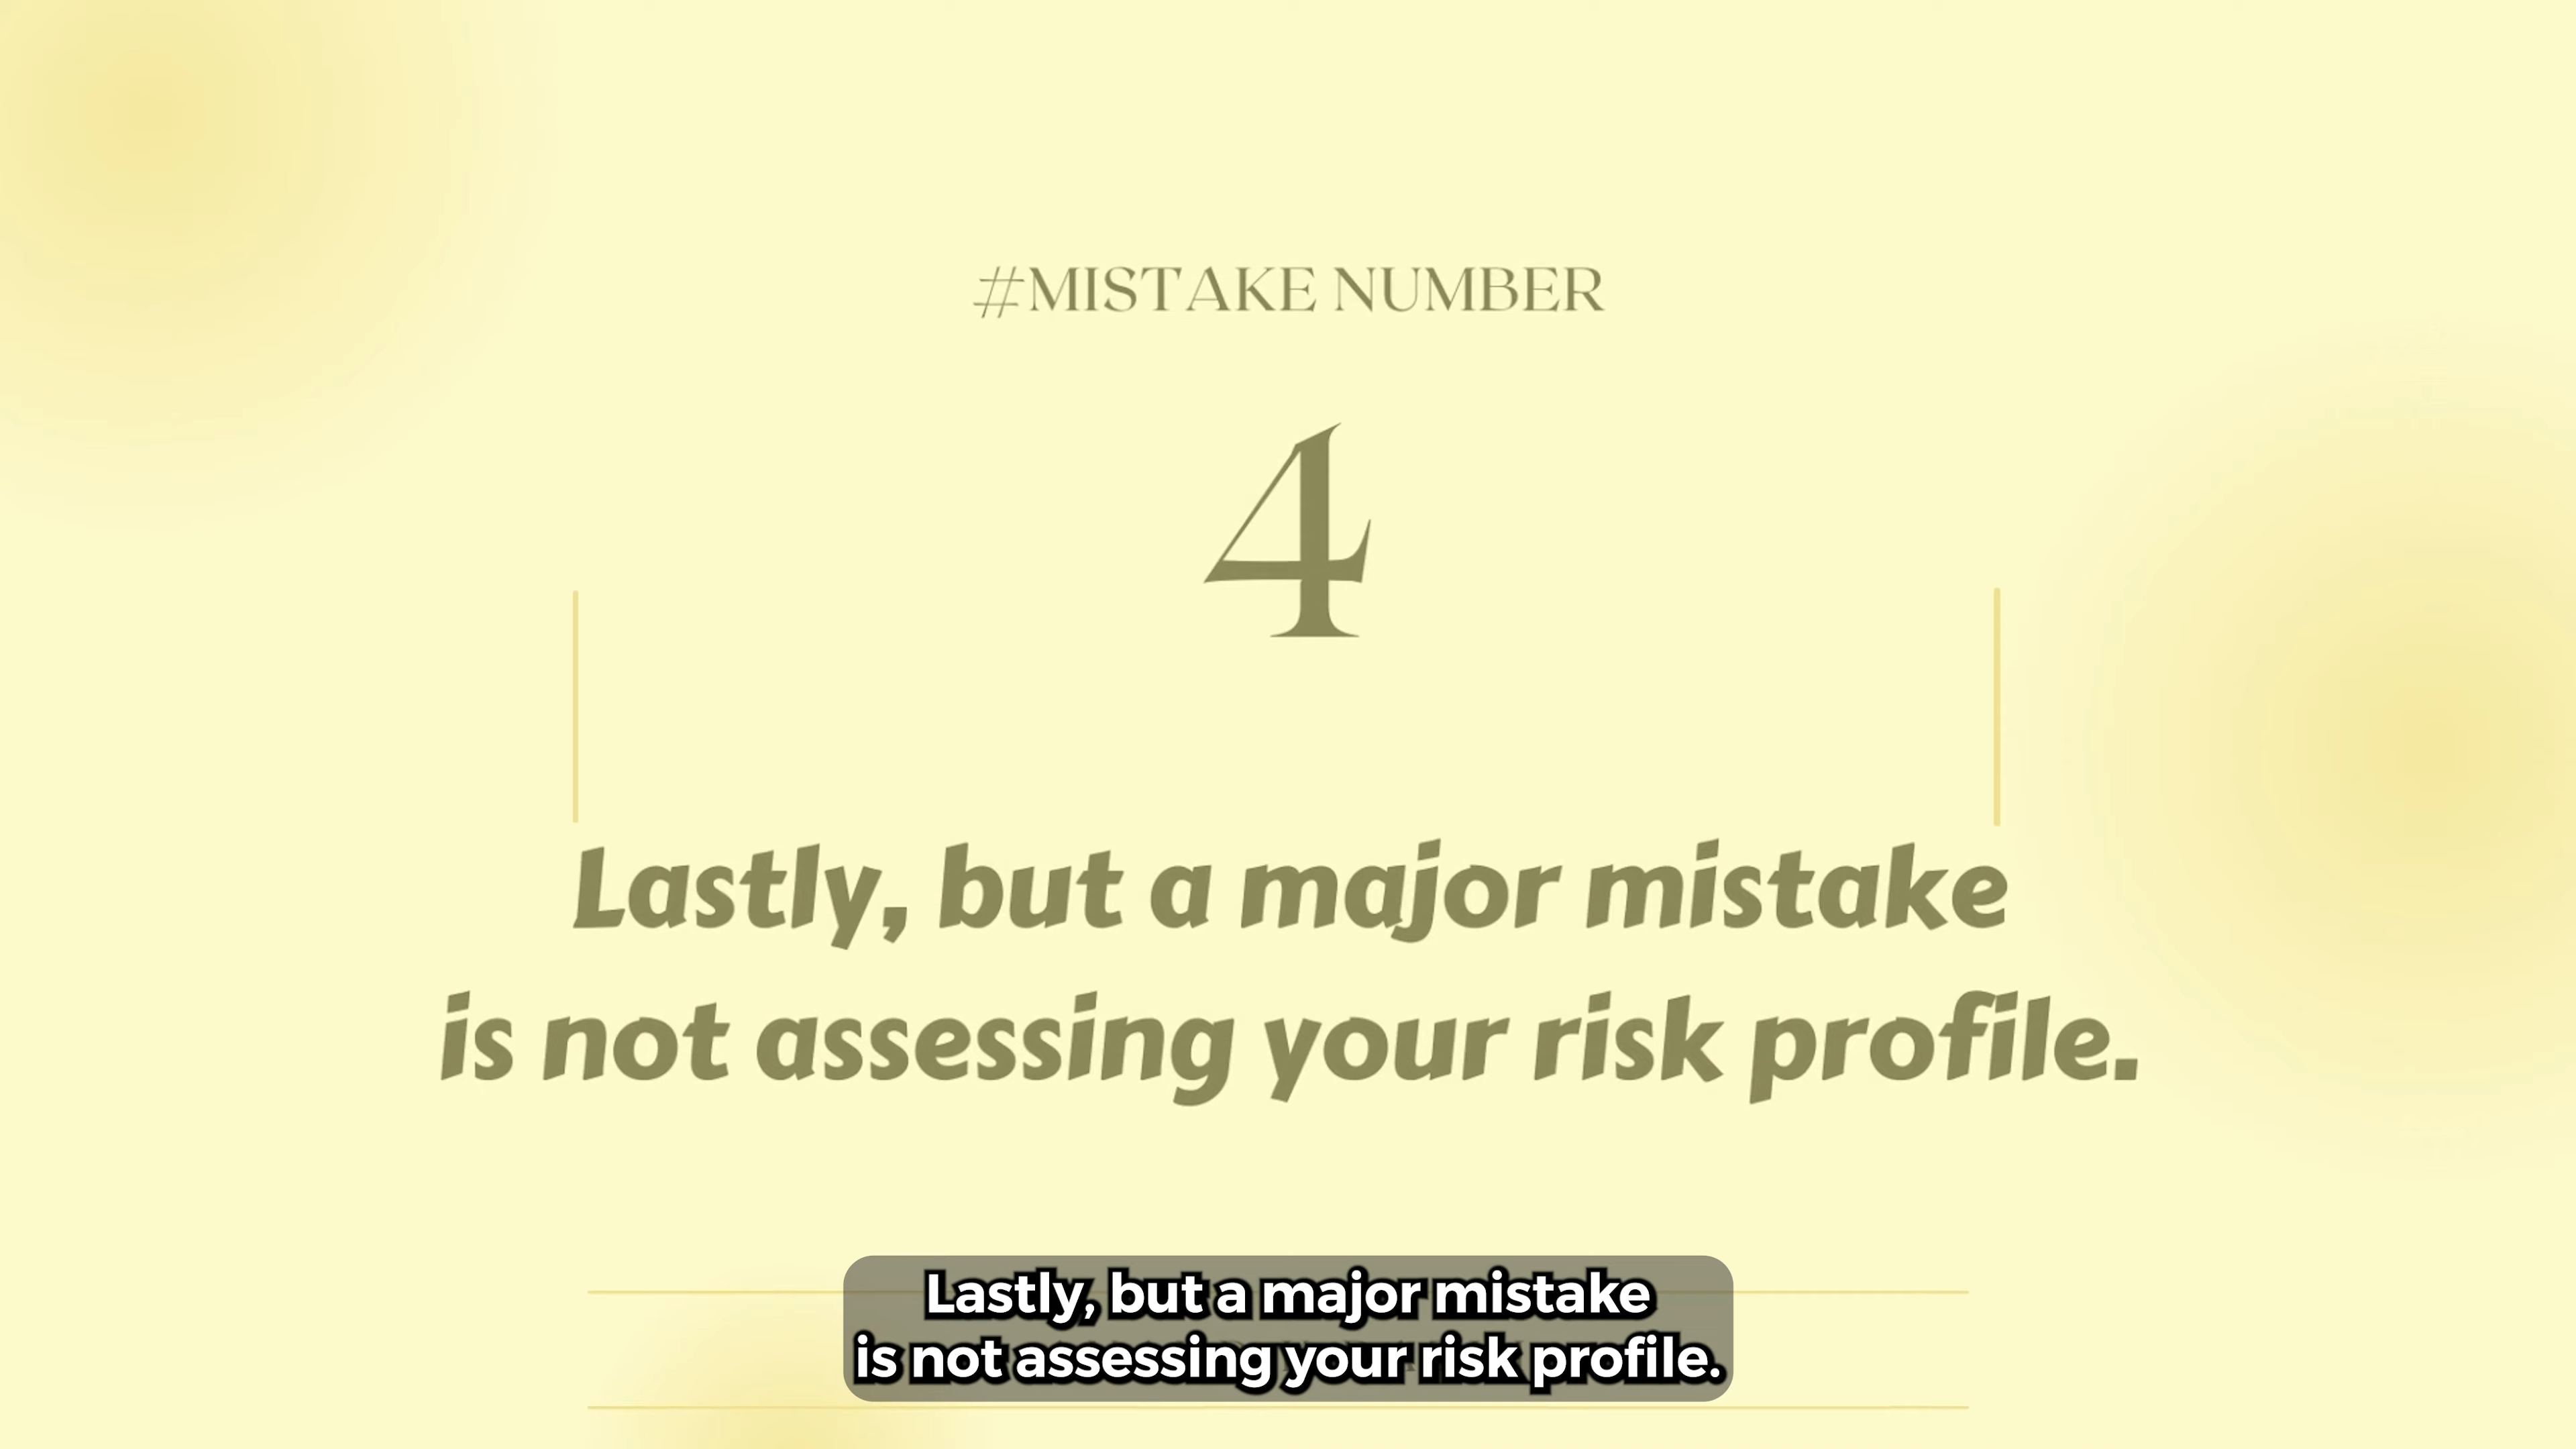 #MISTAKE NUMBER
4
Lastly, but a major mistake
is not assessing your risk profile.
Lastly, but a major mistake
is not assessing your risk profile.